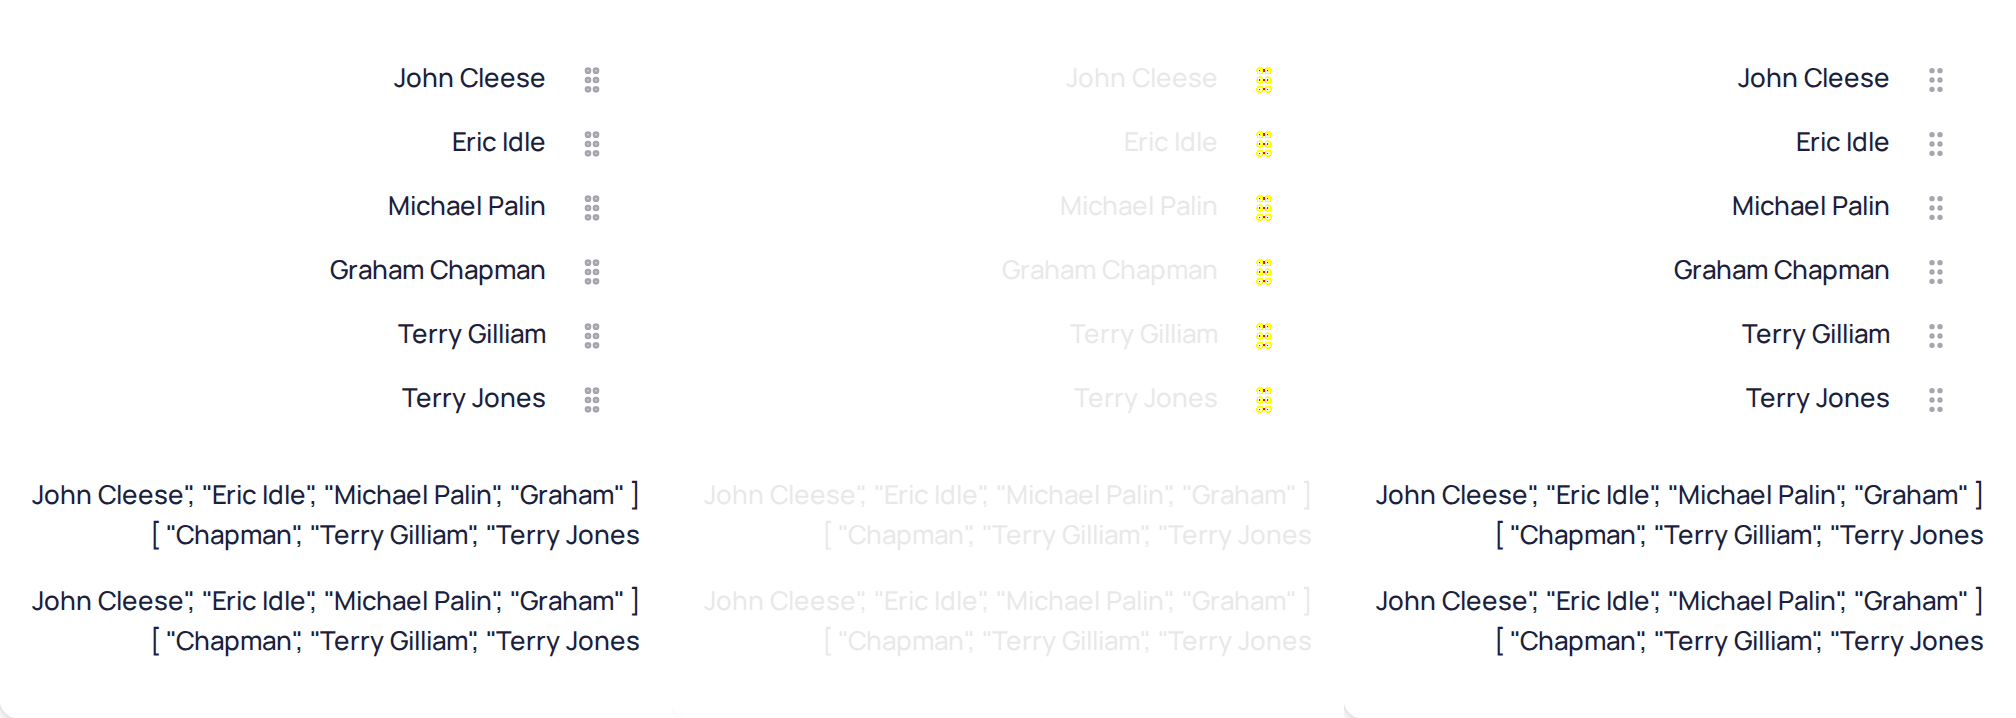 John Cleese
Eric Idle
Michael Palin
Graham Chapman
Terry Gilliam
Terry Jones
John Cleese", "Eric Idle", "Michael Palin", "Graham" ]
[ "Chapman", "Terry Gilliam", "Terry Jones
John Cleese", "Eric Idle", "Michael Palin", "Graham" ]
[ "Chapman", "Terry Gilliam", "Terry Jones
John Cleese
Eric Idle
Michael Palin
Graham Chapman
Terry Gilliam
Terry Jones
John Cleese", "Eric Idle", "Michael Palin", "Graham" ]
[ "Chapman", "Terry Gilliam", "Terry Jones
John Cleese", "Eric Idle", "Michael Palin", "Graham" ]
[ "Chapman", "Terry Gilliam", "Terry Jones
John Cleese
Eric Idle
Michael Palin
Graham Chapman
Terry Gilliam
Terry Jones
John Cleese", "Eric Idle", "Michael Palin", "Graham" ]
[ "Chapman", "Terry Gilliam", "Terry Jones
John Cleese", "Eric Idle", "Michael Palin", "Graham" ]
[ "Chapman", "Terry Gilliam", "Terry Jones